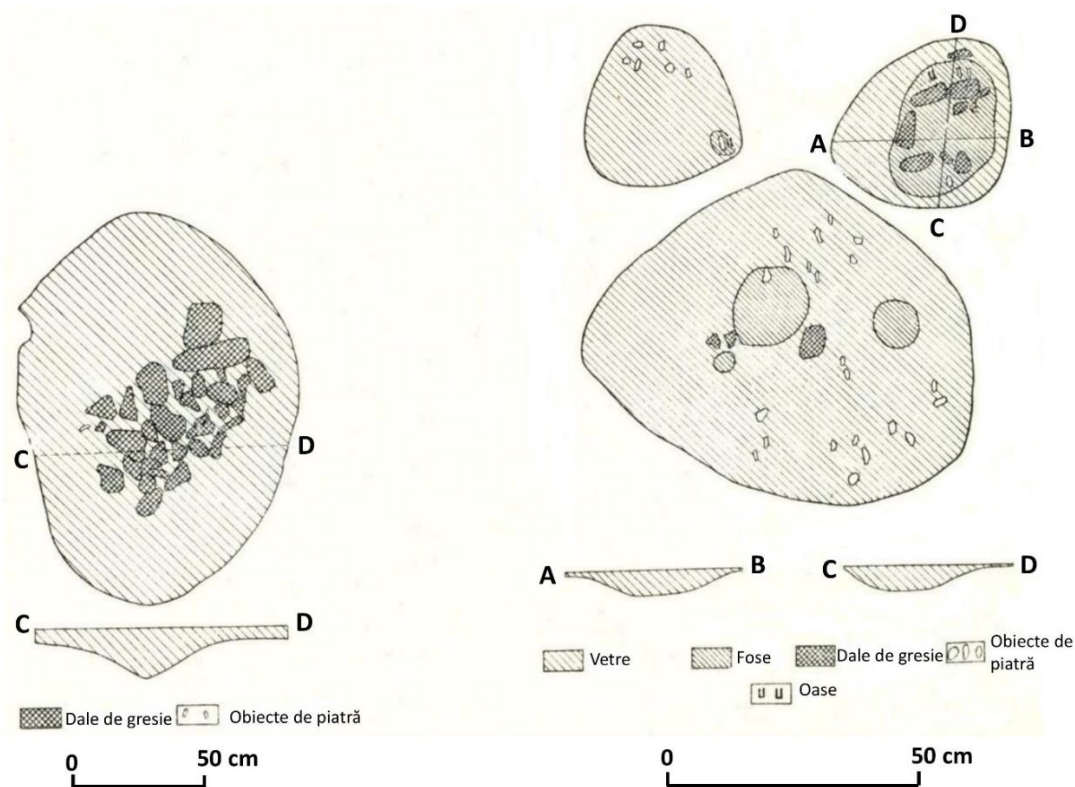 D
A
B
C
C
D
A
B
C
D
C
D
Vetre
Fose
Dale de gresie
Obiecte de
piatră
Oase
Dale de gresie
Obiecte de piatră
0
50 cm
0
50 cm